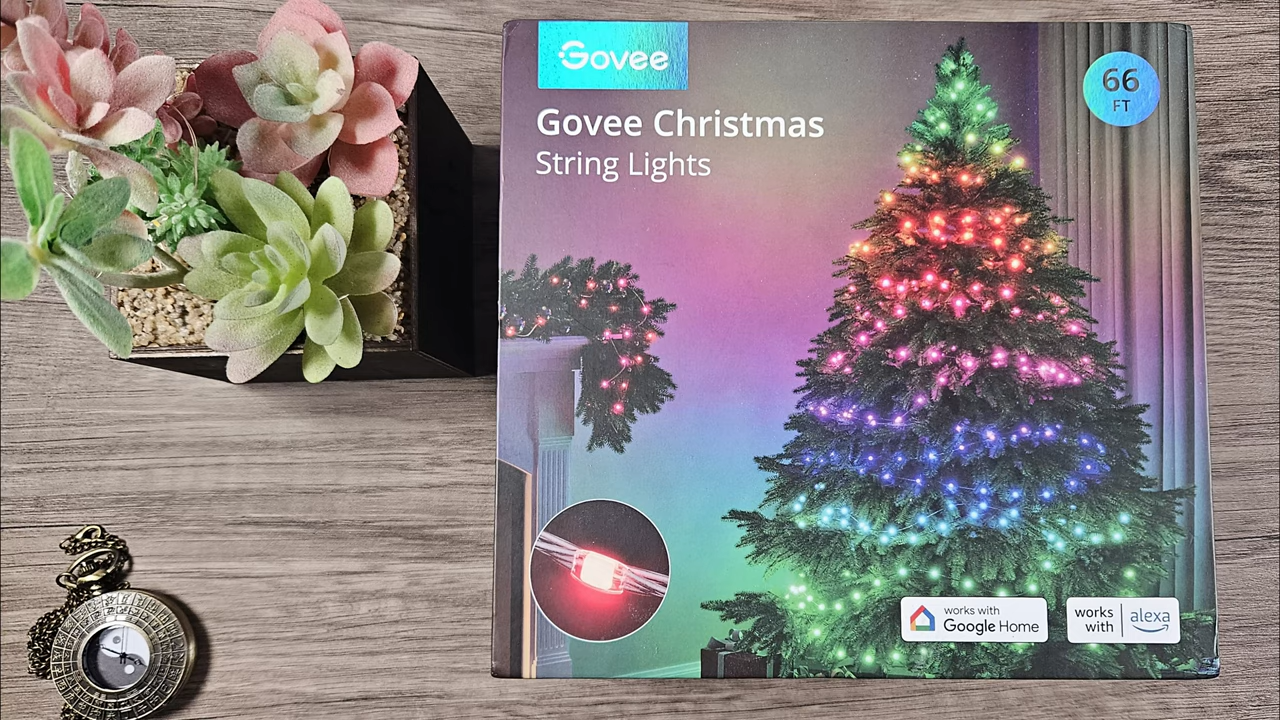 Govee
66
FT
Govee Christmas
String Lights
works with
Google Home
works
with
alexa